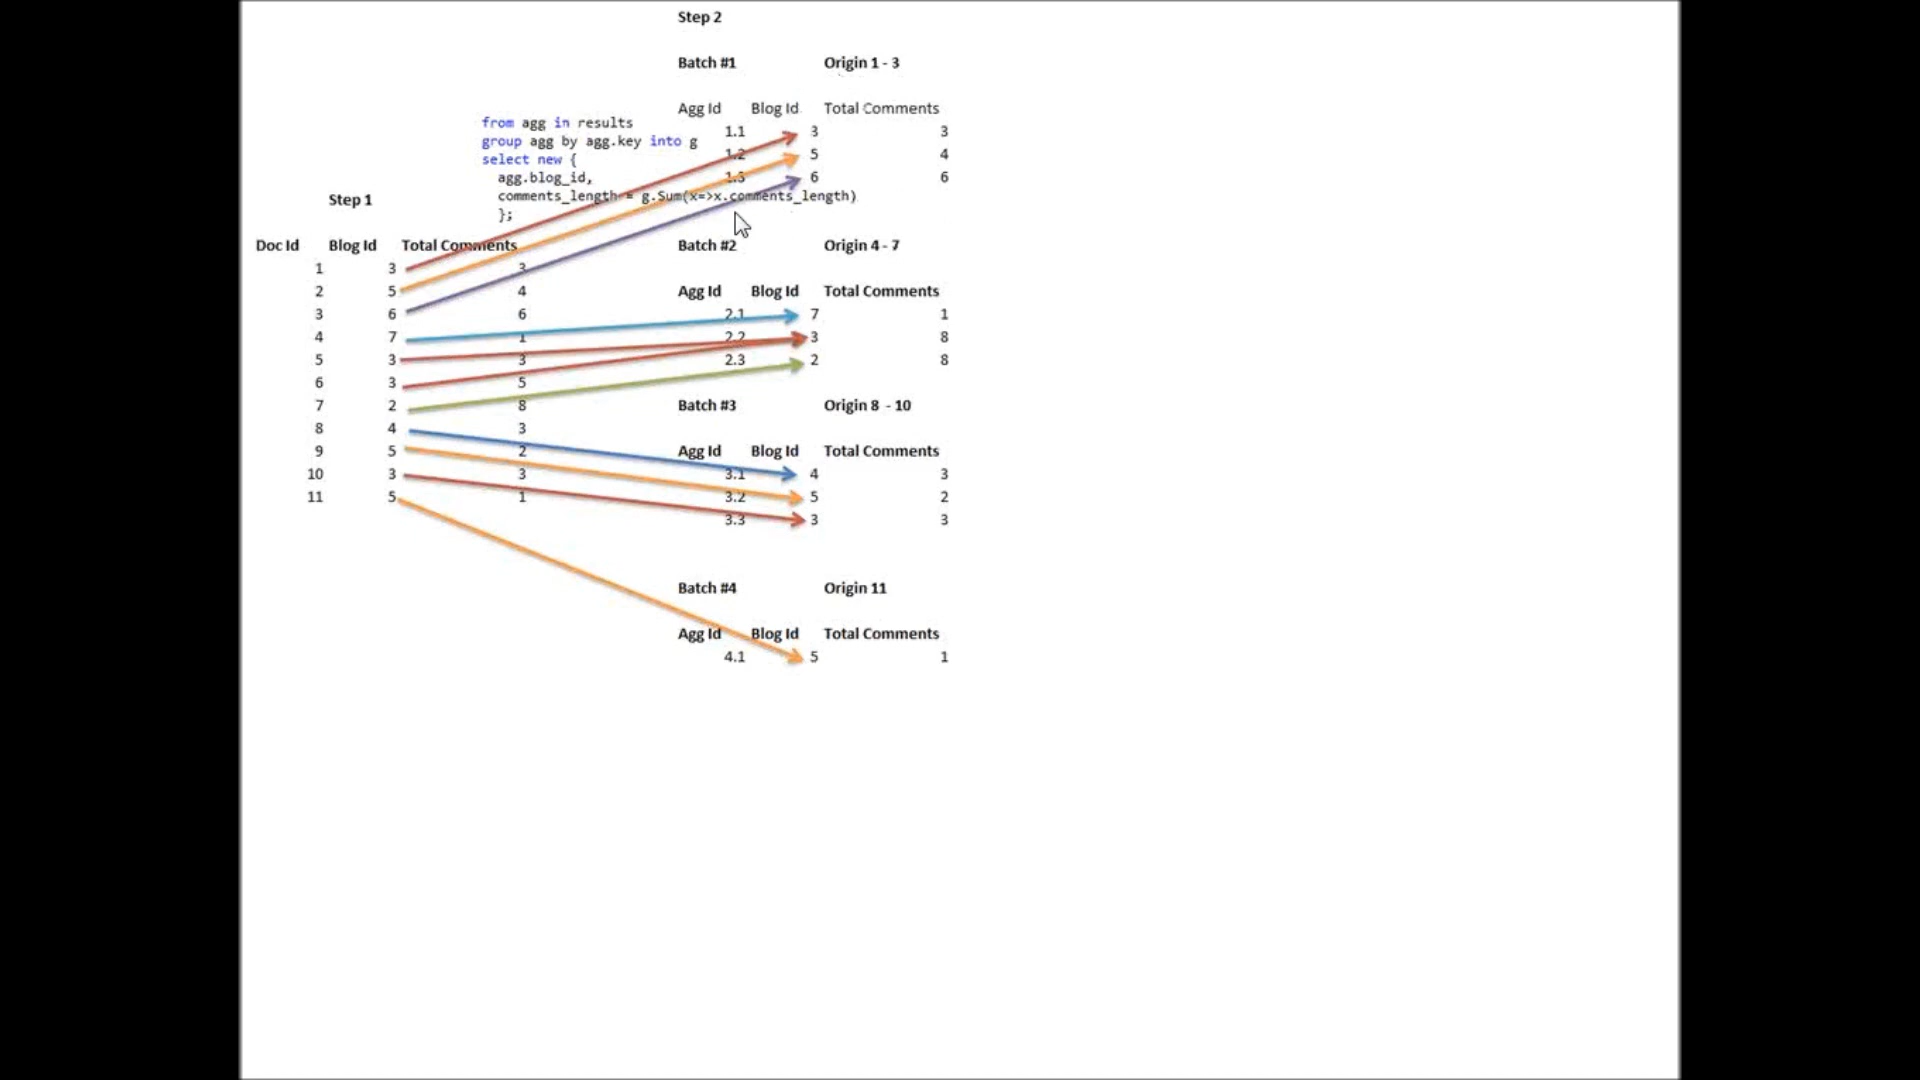 Step 2
Batch #1 Origin 1 - 3
Agg Id Blog Id Total Comments
1.1 3 3
1.2 5 4
1.3 6 6
from agg in results
group agg by agg.key into g
select new {
agg.blog_id,
comments_length = g.Sum(x=>x.comments_length)
};
Step 1
Doc Id Blog Id Total Comments
1 3 3
2 5 4
3 6 6
4 7 1
5 3 3
6 3 5
7 2 8
8 4 3
9 5 2
10 3 3
11 5 1
Batch #2 Origin 4 - 7
Agg Id Blog Id Total Comments
2.1 7 1
2.2 3 8
2.3 2 8
Batch #3 Origin 8 - 10
Agg Id Blog Id Total Comments
3.1 4 3
3.2 5 2
3.3 3 3
Batch #4 Origin 11
Agg Id Blog Id Total Comments
4.1 5 1